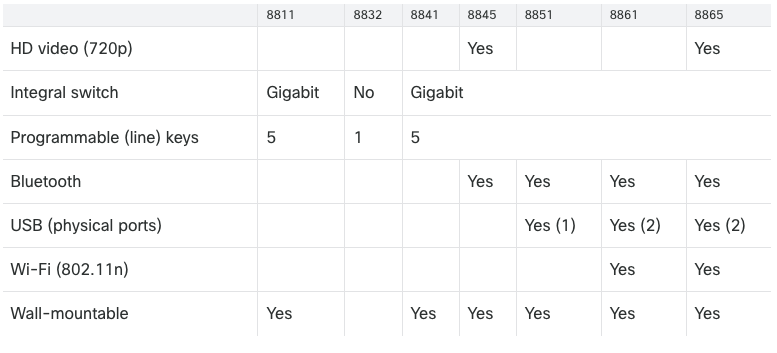 8811 8832 8841 8845 8851 8861 8865
HD video (720p) Yes Yes
Integral switch Gigabit No Gigabit
Programmable (line) keys 5 1 5
Bluetooth Yes Yes Yes Yes
USB (physical ports) Yes (1) Yes (2) Yes (2)
Wi-Fi (802.11n) Yes Yes
Wall-mountable Yes Yes Yes Yes Yes Yes